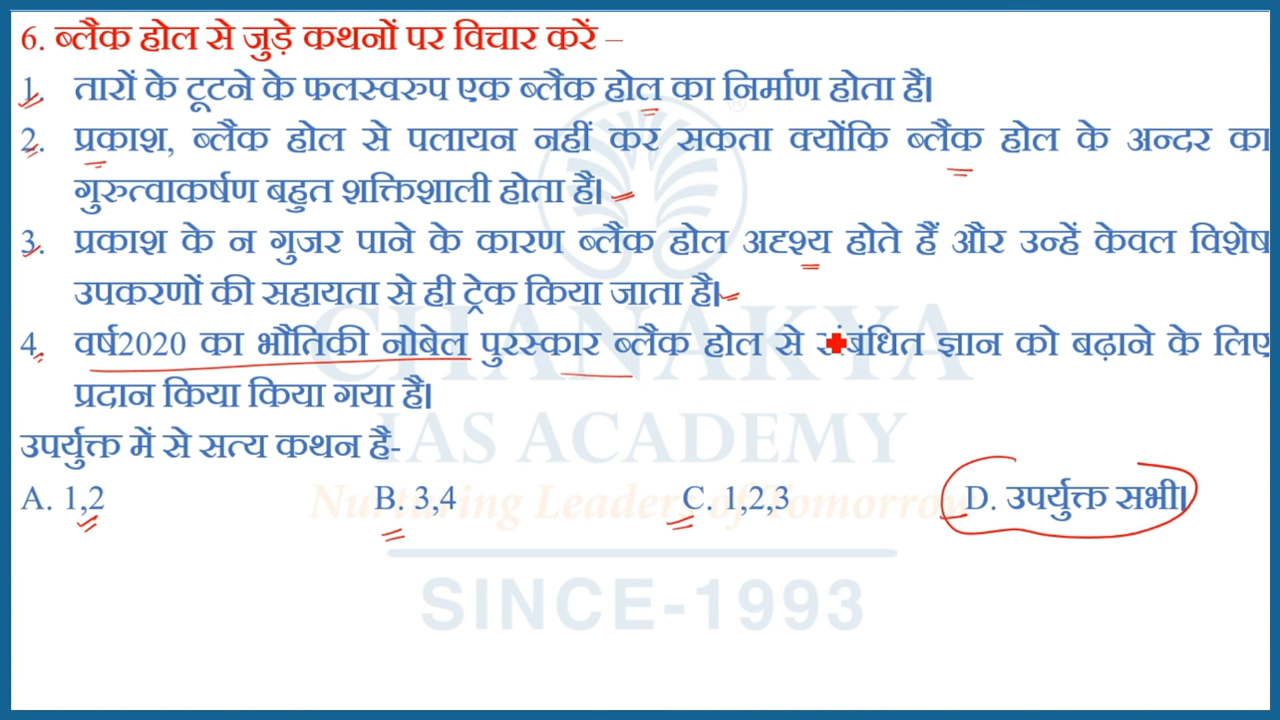 6. ब्लैक होल से जुड़े कथनों पर विचार करें –
1. तारों के टूटने के फलस्वरुप एक ब्लैक होल का निर्माण होता है।
2. प्रकाश, ब्लैक होल से पलायन नहीं कर सकता क्योंकि ब्लैक होल के अन्दर का
गुरुत्वाकर्षण बहुत शक्तिशाली होता है।
3. प्रकाश के न गुजर पाने के कारण ब्लैक होल अदृश्य होते हैं और उन्हें केवल विशेष
उपकरणों की सहायता से ही ट्रेक किया जाता है।
4. वर्ष2020 का भौतिकी नोबेल पुरस्कार ब्लैक होल से संबंधित ज्ञान को बढ़ाने के लिए
प्रदान किया किया गया है।
उपर्युक्त में से सत्य कथन है-
A. 1,2 B. 3,4 C. 1,2,3 D. उपर्युक्त सभी।
®
CHANAKYA
IAS ACADEMY
Nurturing Leaders of Tomorrow
SINCE-1993